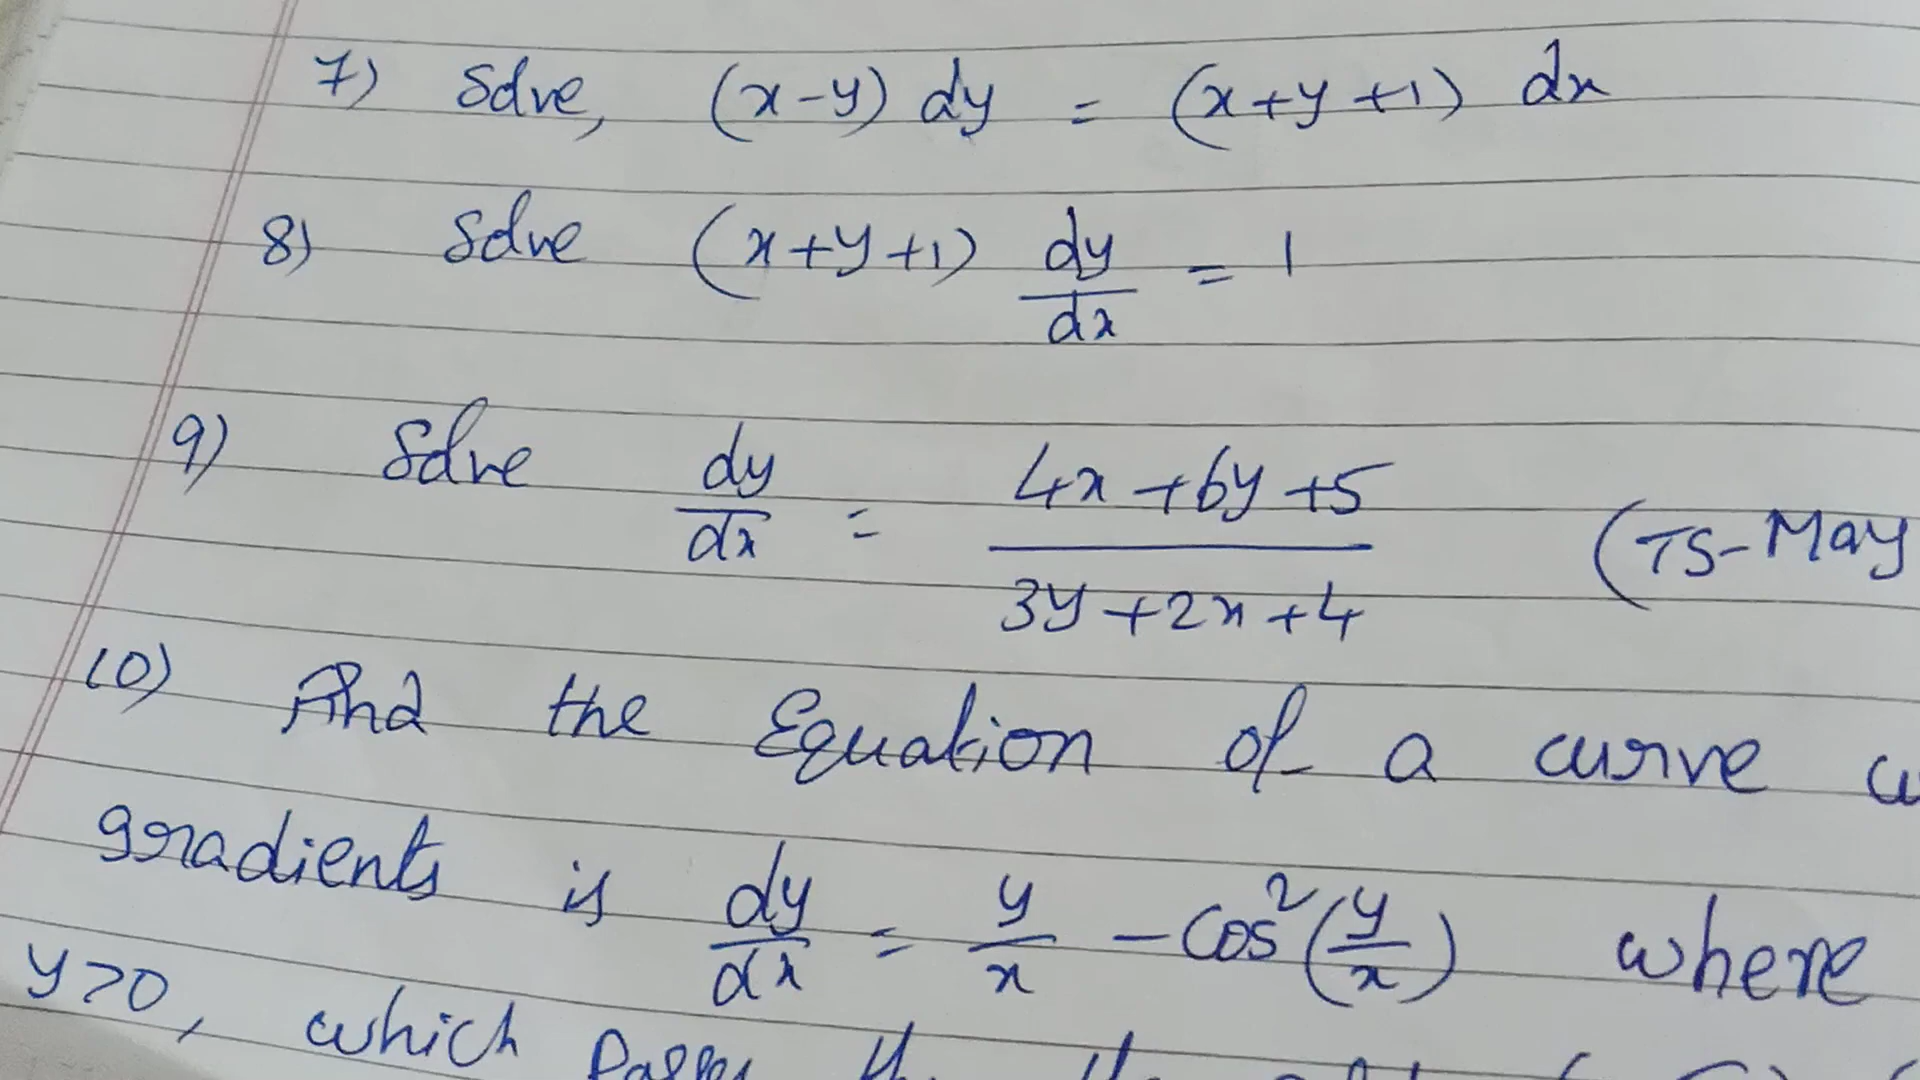 7) Solve, (x-y) dy = (x+y+1) dx
8) Solve (x+y+1) dy/dx = 1
9) Solve dy/dx = (4x+6y+5)/(3y+2x+4) (TS-May
10) Find the Equation of a curve
gradients is dy/dx = y/x - Cos²(y/x) where
y>0, which